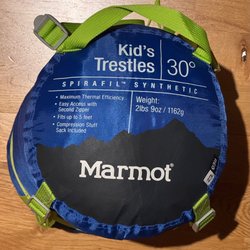 Kid's
Trestles
30°
SPIRAFIL™ SYNTHETIC
• Maximum Thermal Efficiency
• Easy Access with
Second Zipper
• Fits up to 5 feet
• Compression Stuff
Sack Included
Weight:
2lbs 9oz / 1162g
Marmot